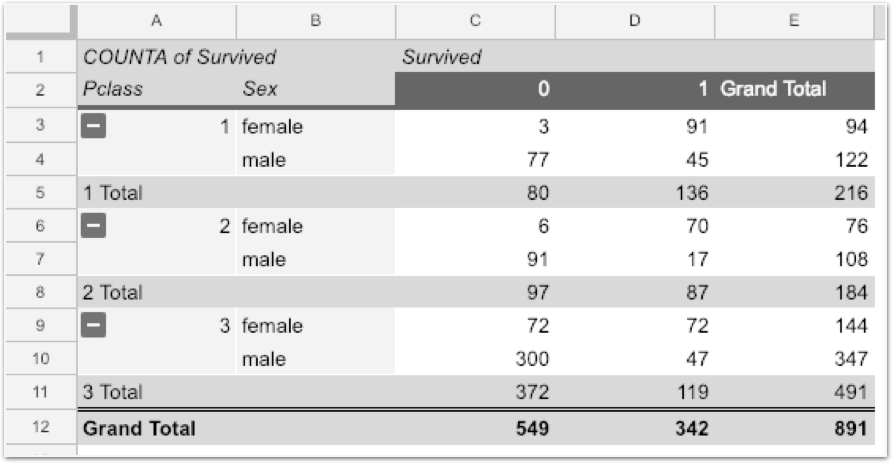 A B C D E
1 COUNTA of Survived Survived
2 Pclass Sex 0 1 Grand Total
3 1 female 3 91 94
4 male 77 45 122
5 1 Total 80 136 216
6 2 female 6 70 76
7 male 91 17 108
8 2 Total 97 87 184
9 3 female 72 72 144
10 male 300 47 347
11 3 Total 372 119 491
12 Grand Total 549 342 891